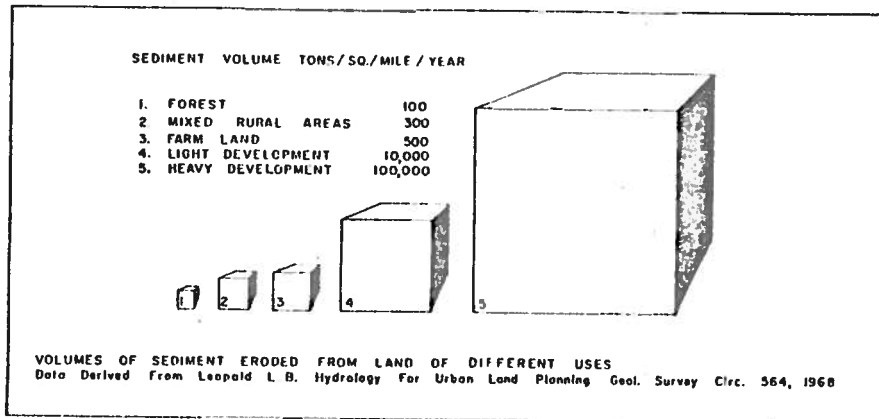 SEDIMENT VOLUME TONS/SQ./MILE/YEAR
1. FOREST 100
2 MIXED RURAL AREAS 300
3. FARM LAND 500
4. LIGHT DEVELOPMENT 10,000
5. HEAVY DEVELOPMENT 100,000
1 2 3 4 5
VOLUMES OF SEDIMENT ERODED FROM LAND OF DIFFERENT USES
Data Derived From Leopald L B. Hydrology For Urban Land Planning Geol. Survey Circ. 564, 1968